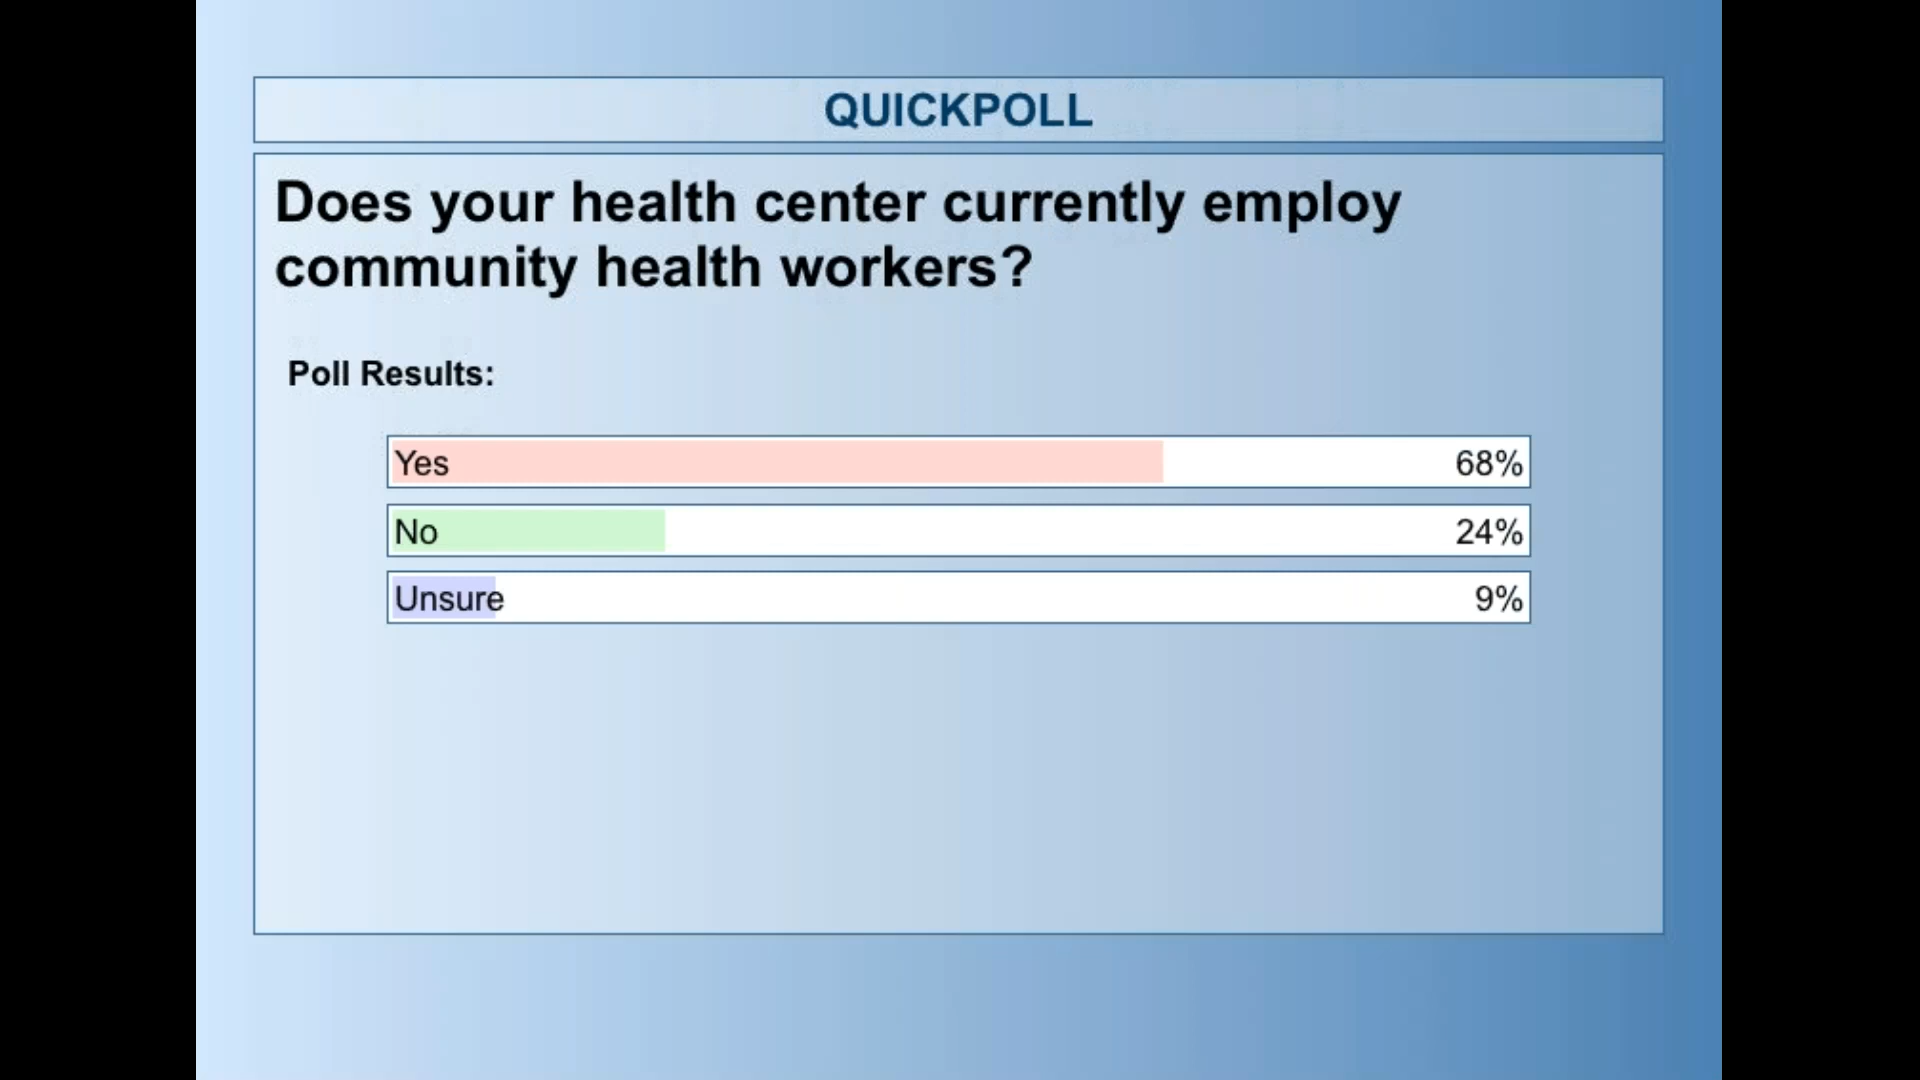 QUICKPOLL
Does your health center currently employ
community health workers?
Poll Results:
Yes 68%
No 24%
Unsure 9%